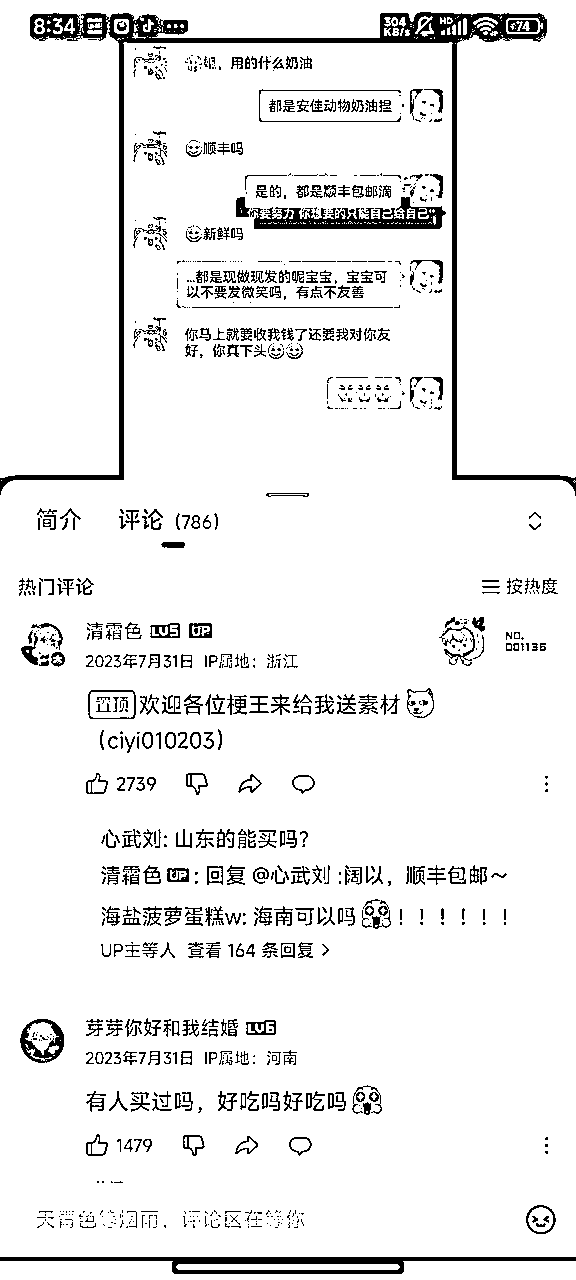 8:34
304 KB/s HD 74
姐，用的什么奶油
都是安佳动物奶油捏
顺丰吗
是的，都是顺丰包邮滴
你要努力 你想要的只能自己给自己
新鲜吗
...都是现做现发的呢宝宝，宝宝可
以不要发微笑吗，有点不友善
你马上就要收我钱了还要我对你友
好，你真下头
简介 评论 (786)
热门评论
按热度
清霜色 LV5 UP
NO.
001136
2023年7月31日 IP属地：浙江
置顶 欢迎各位梗王来给我送素材
（ciyi010203）
2739
心武刘: 山东的能买吗?
清霜色 UP : 回复 @心武刘 :阔以，顺丰包邮～
海盐菠萝蛋糕w: 海南可以吗 ！！！！！！
UP主等人 查看 164 条回复 >
芽芽你好和我结婚 LV6
2023年7月31日 IP属地：河南
有人买过吗，好吃吗好吃吗
1479
天青色等烟雨，评论区在等你